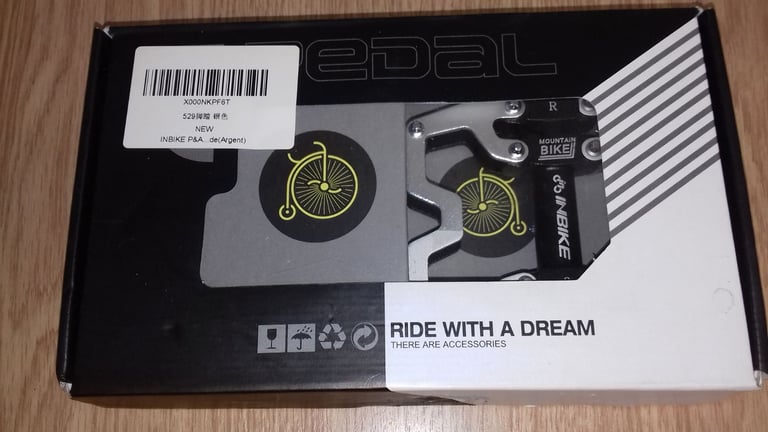 PEDAL
X000NKPF6T
529脚踏 银色
NEW
INBIKE P&A...de(Argent)
R
MOUNTAIN
BIKE
INBIKE
RIDE WITH A DREAM
THERE ARE ACCESSORIES